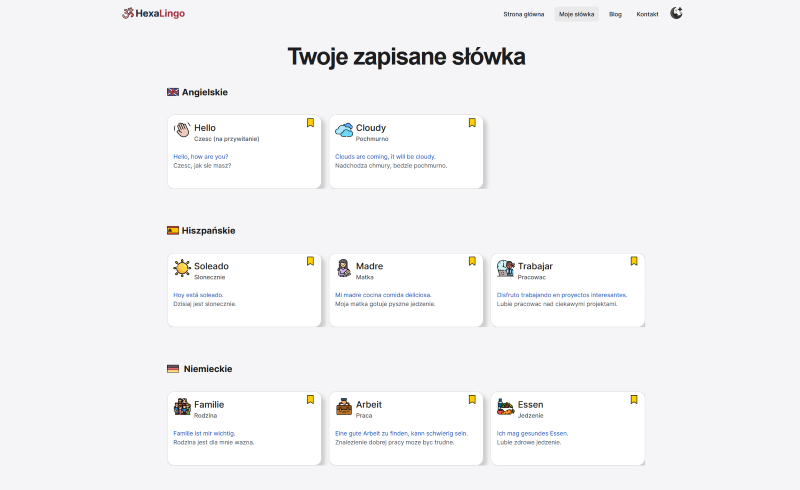 HexaLingo
Strona główna
Moje słówka
Blog
Kontakt
Twoje zapisane słówka
Angielskie
Hello
Czesc (na przywitanie)
Hello, how are you?
Czesc, jak sie masz?
Cloudy
Pochmurno
Clouds are coming, it will be cloudy.
Nadchodza chmury, bedzie pochmurno.
Hiszpańskie
Soleado
Slonecznie
Hoy está soleado.
Dzisiaj jest slonecznie.
Madre
Matka
Mi madre cocina comida deliciosa.
Moja matka gotuje pyszne jedzenie.
Trabajar
Pracowac
Disfruto trabajando en proyectos interesantes.
Lubie pracowac nad ciekawymi projektami.
Niemieckie
Familie
Rodzina
Familie ist mir wichtig.
Rodzina jest dla mnie wazna.
Arbeit
Praca
Eine gute Arbeit zu finden, kann schwierig sein.
Znalezienie dobrej pracy moze byc trudne.
Essen
Jedzenie
Ich mag gesundes Essen.
Lubie zdrowe jedzenie.